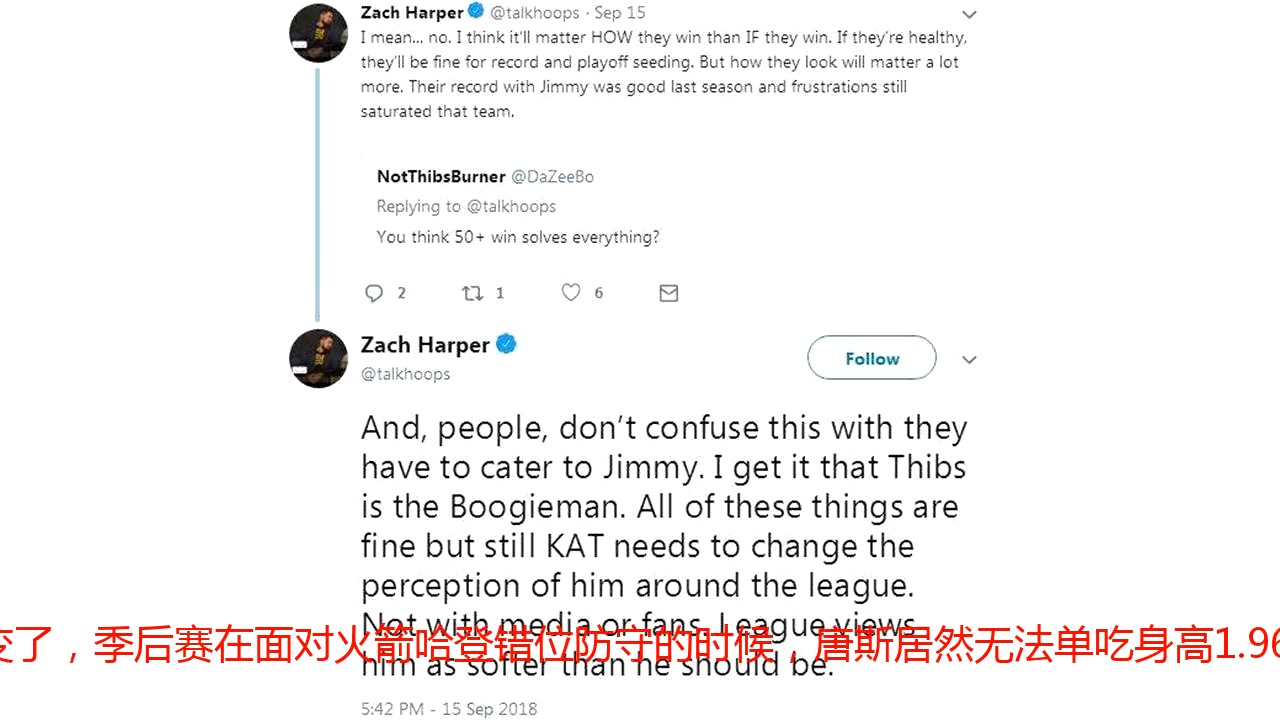 Zach Harper @talkhoops · Sep 15
I mean... no. I think it'll matter HOW they win than IF they win. If they're healthy,
they'll be fine for record and playoff seeding. But how they look will matter a lot
more. Their record with Jimmy was good last season and frustrations still
saturated that team.
NotThibsBurner @DaZeeBo
Replying to @talkhoops
You think 50+ win solves everything?
2 1 6
Zach Harper
@talkhoops
Follow
And, people, don't confuse this with they
have to cater to Jimmy. I get it that Thibs
is the Boogieman. All of these things are
fine but still KAT needs to change the
perception of him around the league.
Not with media or fans. League views
变了，季后赛在面对火箭哈登错位防守的时候，唐斯居然无法单吃身高1.96
him as softer than he should be.
5:42 PM - 15 Sep 2018